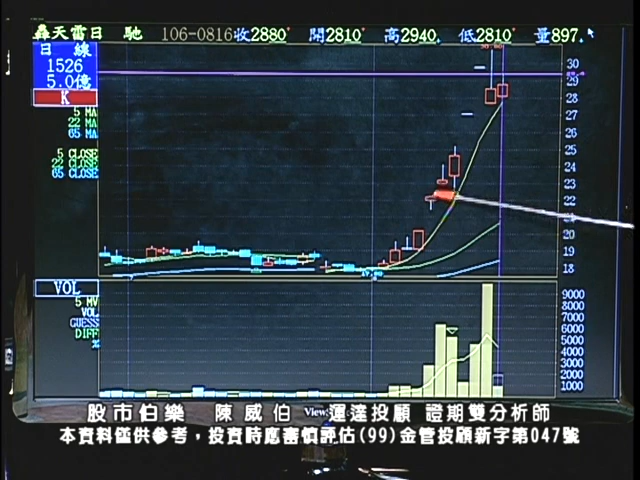 日 馳 106-0816收2880 開2810 高2940 低2810 量897
日 線
1526
5.0億
K
5 MA
22 MA
65 MA
5 CLOSE
22 CLOSE
65 CLOSE
30
29
28
27
26
25
24
23
22
21
20
19
18
VOL
5 MV
VOL
GUESS
DIFF
9000
8000
7000
6000
5000
4000
3000
2000
1000
股市伯樂 陳威伯 View 運達投顧 證期雙分析師
本資料僅供參考，投資時應審慎評估(99)金管投顧新字第047號